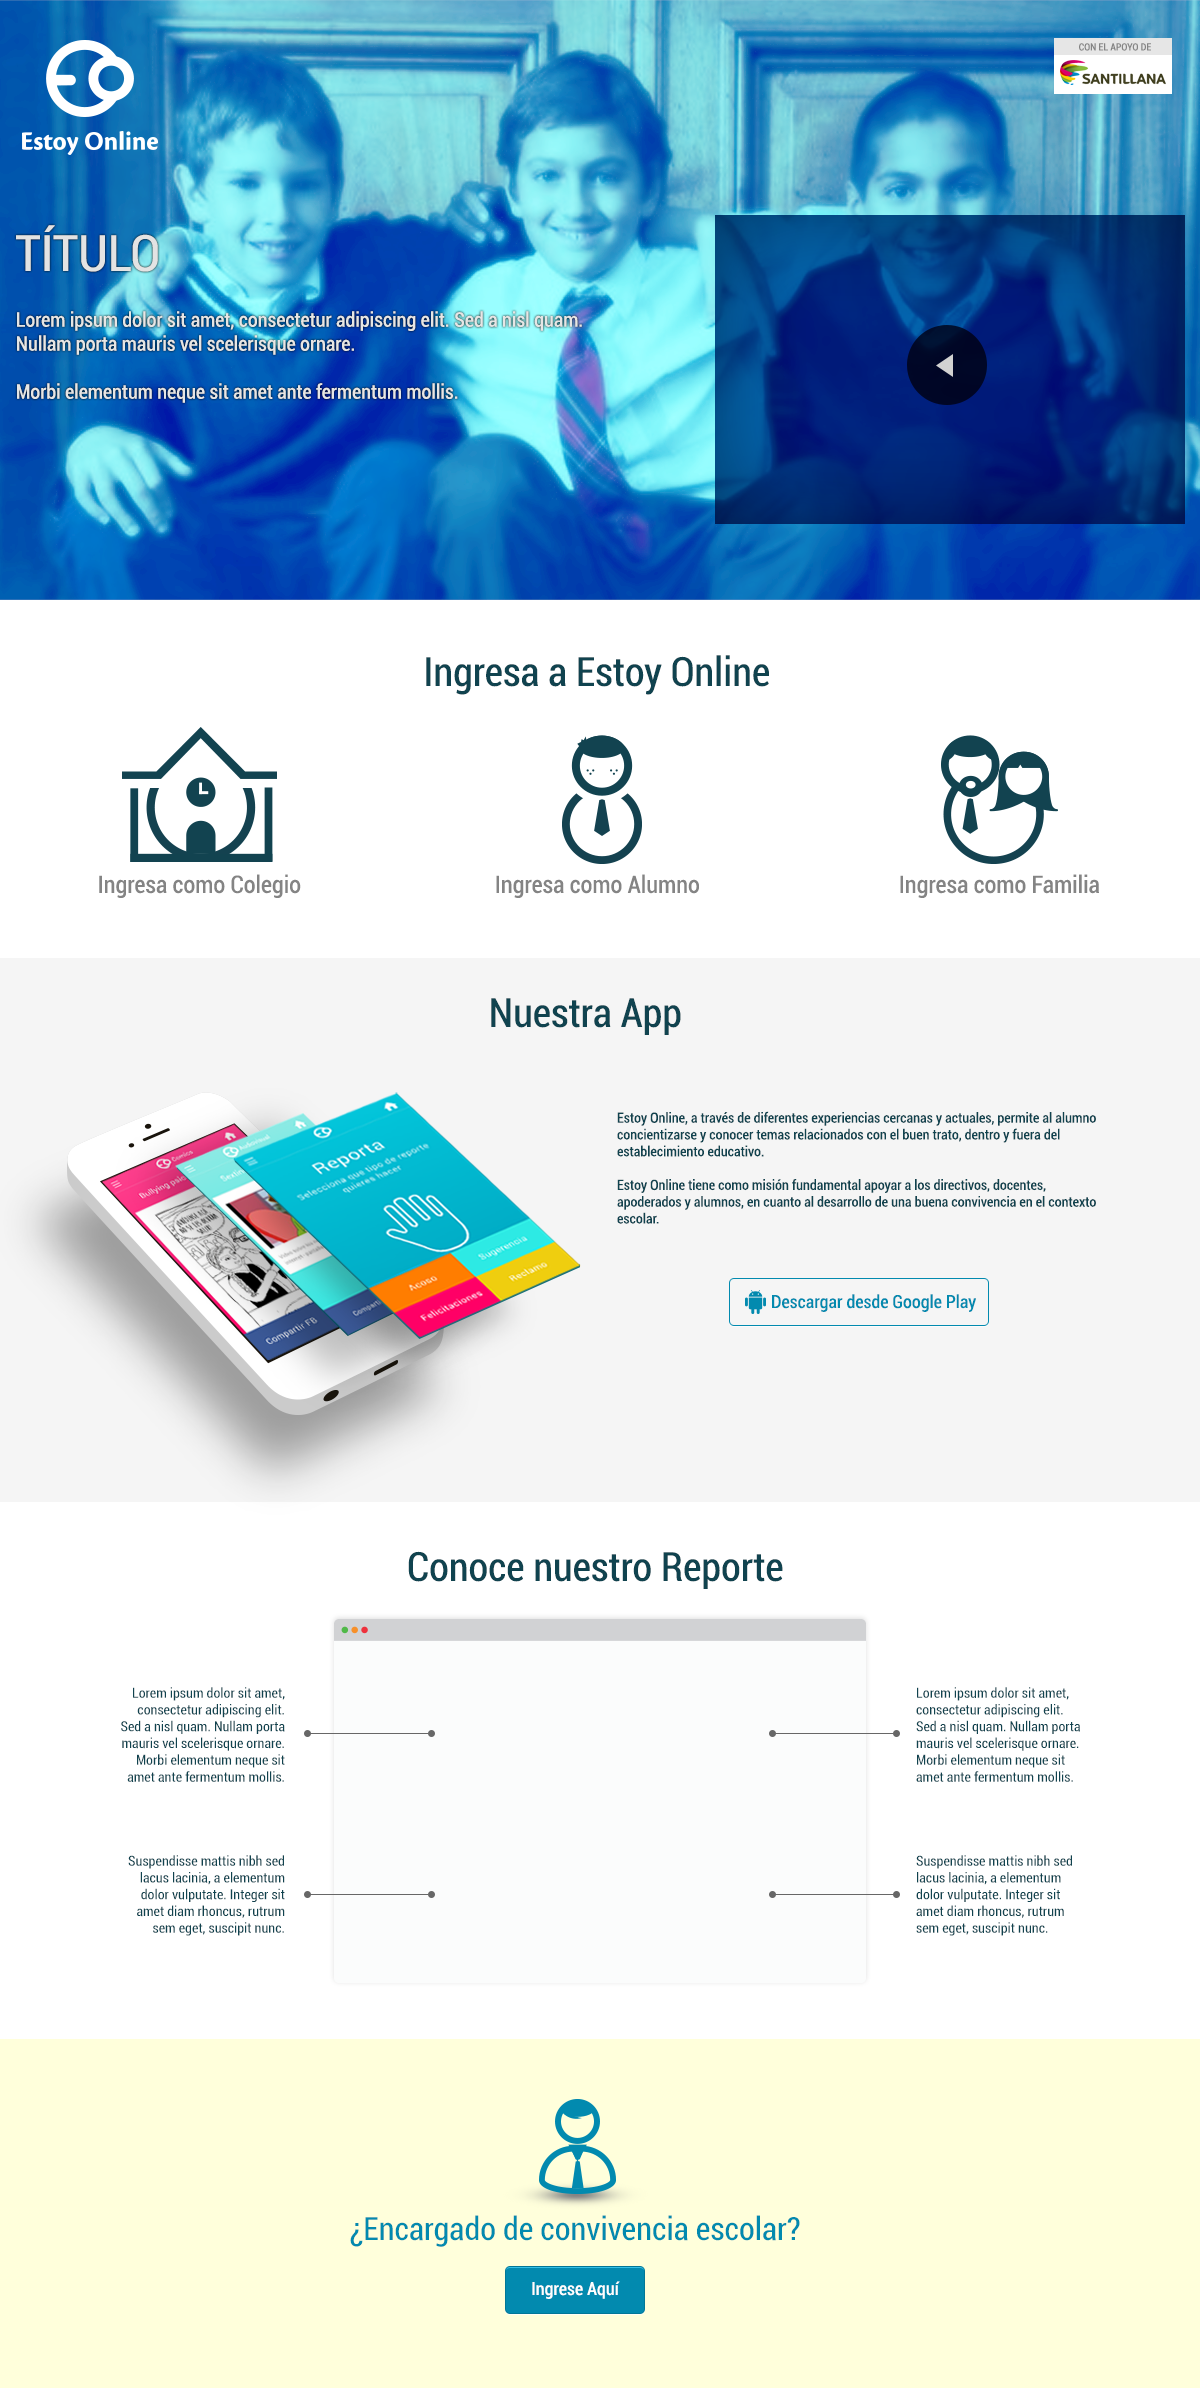 CON EL APOYO DE
SANTILLANA
Estoy Online
TÍTULO
Lorem ipsum dolor sit amet, consectetur adipiscing elit. Sed a nisl quam.
Nullam porta mauris vel scelerisque ornare.
Morbi elementum neque sit amet ante fermentum mollis.
Ingresa a Estoy Online
Ingresa como Colegio
Ingresa como Alumno
Ingresa como Familia
Nuestra App
Comics
Bullying
Compartir FB
Reporta
Selecciona que tipo de reporte
quieres hacer
Acoso
Sugerencia
Felicitaciones
Reclamo
Estoy Online, a través de diferentes experiencias cercanas y actuales, permite al alumno
concientizarse y conocer temas relacionados con el buen trato, dentro y fuera del
establecimiento educativo.
Estoy Online tiene como misión fundamental apoyar a los directivos, docentes,
apoderados y alumnos, en cuanto al desarrollo de una buena convivencia en el contexto
escolar.
Descargar desde Google Play
Conoce nuestro Reporte
Lorem ipsum dolor sit amet,
consectetur adipiscing elit.
Sed a nisl quam. Nullam porta
mauris vel scelerisque ornare.
Morbi elementum neque sit
amet ante fermentum mollis.
Lorem ipsum dolor sit amet,
consectetur adipiscing elit.
Sed a nisl quam. Nullam porta
mauris vel scelerisque ornare.
Morbi elementum neque sit
amet ante fermentum mollis.
Suspendisse mattis nibh sed
lacus lacinia, a elementum
dolor vulputate. Integer sit
amet diam rhoncus, rutrum
sem eget, suscipit nunc.
Suspendisse mattis nibh sed
lacus lacinia, a elementum
dolor vulputate. Integer sit
amet diam rhoncus, rutrum
sem eget, suscipit nunc.
¿Encargado de convivencia escolar?
Ingrese Aquí